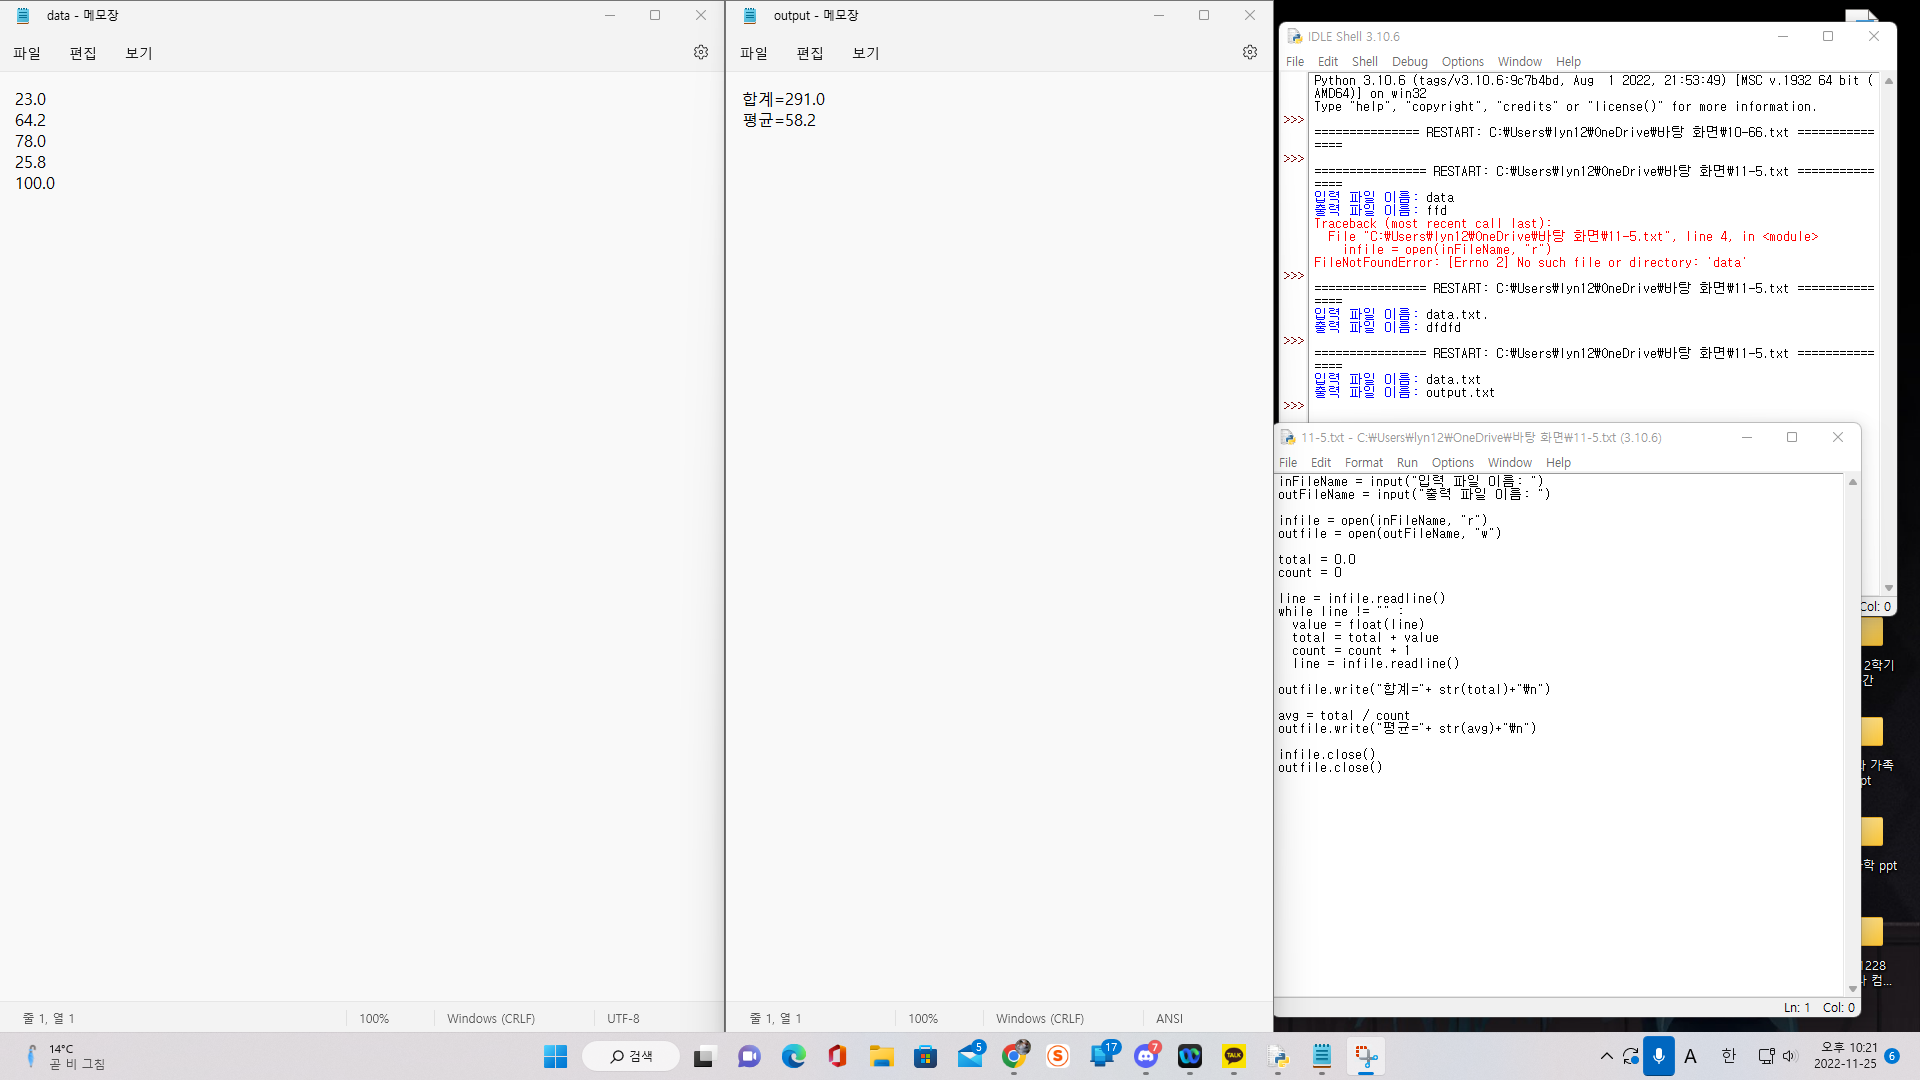 data - 메모장
파일 편집 보기
23.0
64.2
78.0
25.8
100.0
줄 1, 열 1 100% Windows (CRLF) UTF-8
output - 메모장
파일 편집 보기
합계=291.0
평균=58.2
줄 1, 열 1 100% Windows (CRLF) ANSI
IDLE Shell 3.10.6
File Edit Shell Debug Options Window Help
Python 3.10.6 (tags/v3.10.6:9c7b4bd, Aug  1 2022, 21:53:49) [MSC v.1932 64 bit (
AMD64)] on win32
Type "help", "copyright", "credits" or "license()" for more information.
>>>
=============== RESTART: C:₩Users₩lyn12₩OneDrive₩바탕 화면₩10-66.txt ===========
====
>>>
================ RESTART: C:₩Users₩lyn12₩OneDrive₩바탕 화면₩11-5.txt ===========
====
입력 파일 이름: data
출력 파일 이름: ffd
Traceback (most recent call last):
  File "C:₩Users₩lyn12₩OneDrive₩바탕 화면₩11-5.txt", line 4, in <module>
    infile = open(inFileName, "r")
FileNotFoundError: [Errno 2] No such file or directory: 'data'
>>>
================ RESTART: C:₩Users₩lyn12₩OneDrive₩바탕 화면₩11-5.txt ===========
====
입력 파일 이름: data.txt.
출력 파일 이름: dfdfd
>>>
================ RESTART: C:₩Users₩lyn12₩OneDrive₩바탕 화면₩11-5.txt ===========
====
입력 파일 이름: data.txt
출력 파일 이름: output.txt
>>>
Col: 0
11-5.txt - C:₩Users₩lyn12₩OneDrive₩바탕 화면₩11-5.txt (3.10.6)
File Edit Format Run Options Window Help
inFileName = input("입력 파일 이름: ")
outFileName = input("출력 파일 이름: ")
infile = open(inFileName, "r")
outfile = open(outFileName, "w")
total = 0.0
count = 0
line = infile.readline()
while line != "" :
  value = float(line)
  total = total + value
  count = count + 1
  line = infile.readline()
outfile.write("합계="+ str(total)+"₩n")
avg = total / count
outfile.write("평균="+ str(avg)+"₩n")
infile.close()
outfile.close()
Ln: 1 Col: 0
2학기
간
가족
pt
학 ppt
1228
컴...
14°C
곧 비 그침
검색
5
S
17
7
TALK
A 한
오후 10:21
2022-11-25
6